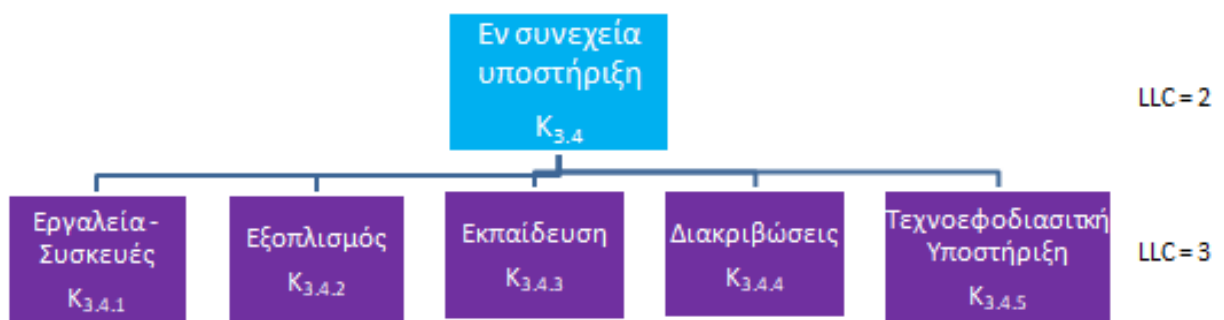 Εν συνεχεία
υποστήριξη
K3.4
LLC = 2
Εργαλεία -
Συσκευές
K3.4.1
Εξοπλισμός
K3.4.2
Εκπαίδευση
K3.4.3
Διακριβώσεις
K3.4.4
Τεχνοεφοδιασιτκή
Υποστήριξη
K3.4.5
LLC = 3